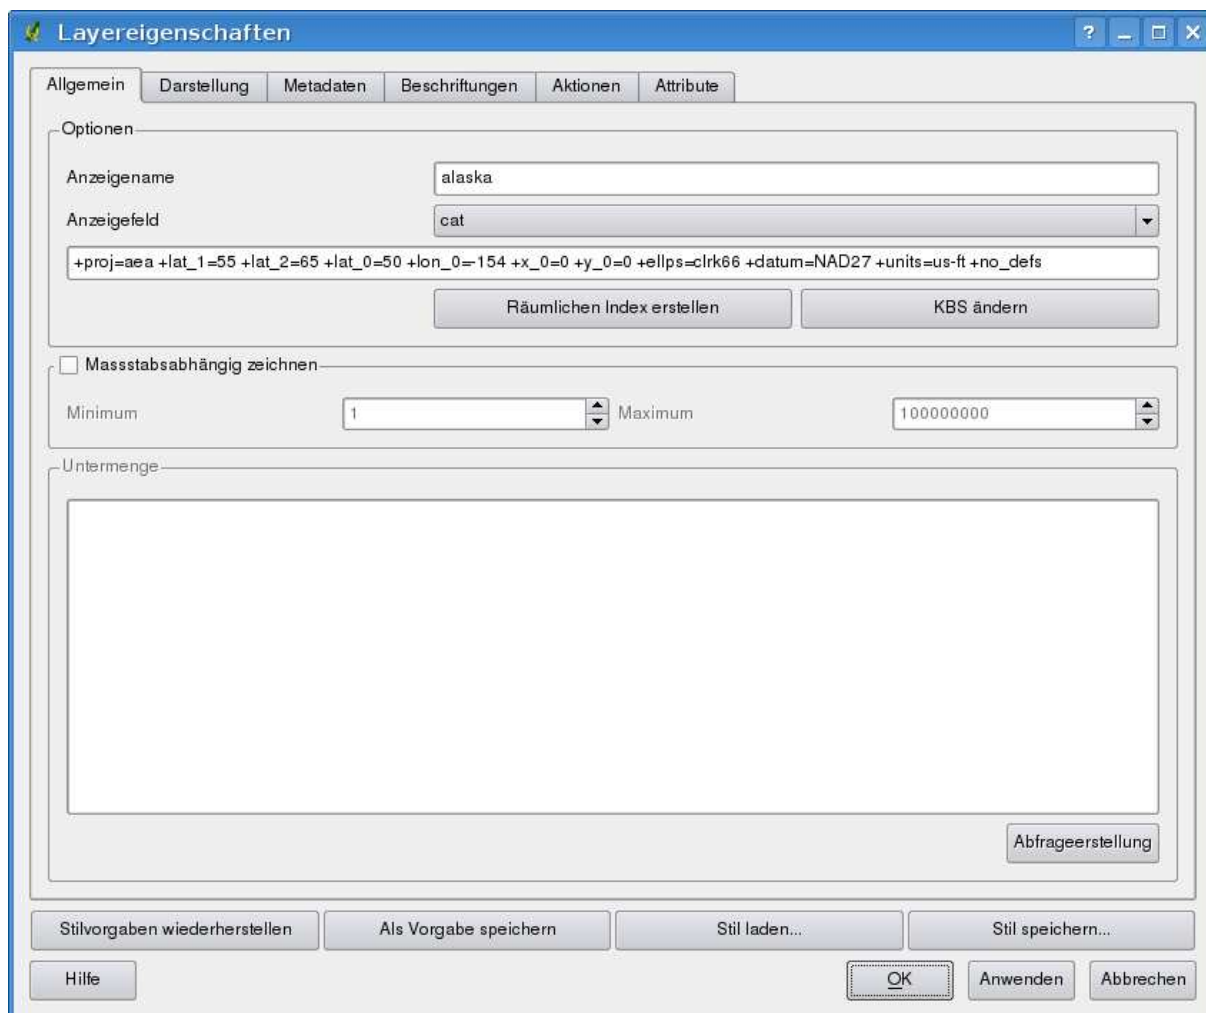 Layereigenschaften
Allgemein Darstellung Metadaten Beschriftungen Aktionen Attribute
Optionen
Anzeigename alaska
Anzeigefeld cat
+proj=aea +lat_1=55 +lat_2=65 +lat_0=50 +lon_0=-154 +x_0=0 +y_0=0 +ellps=clrk66 +datum=NAD27 +units=us-ft +no_defs
Räumlichen Index erstellen KBS ändern
Massstabsabhängig zeichnen
Minimum 1 Maximum 100000000
Untermenge
Abfrageerstellung
Stilvorgaben wiederherstellen Als Vorgabe speichern Stil laden... Stil speichern...
Hilfe OK Anwenden Abbrechen